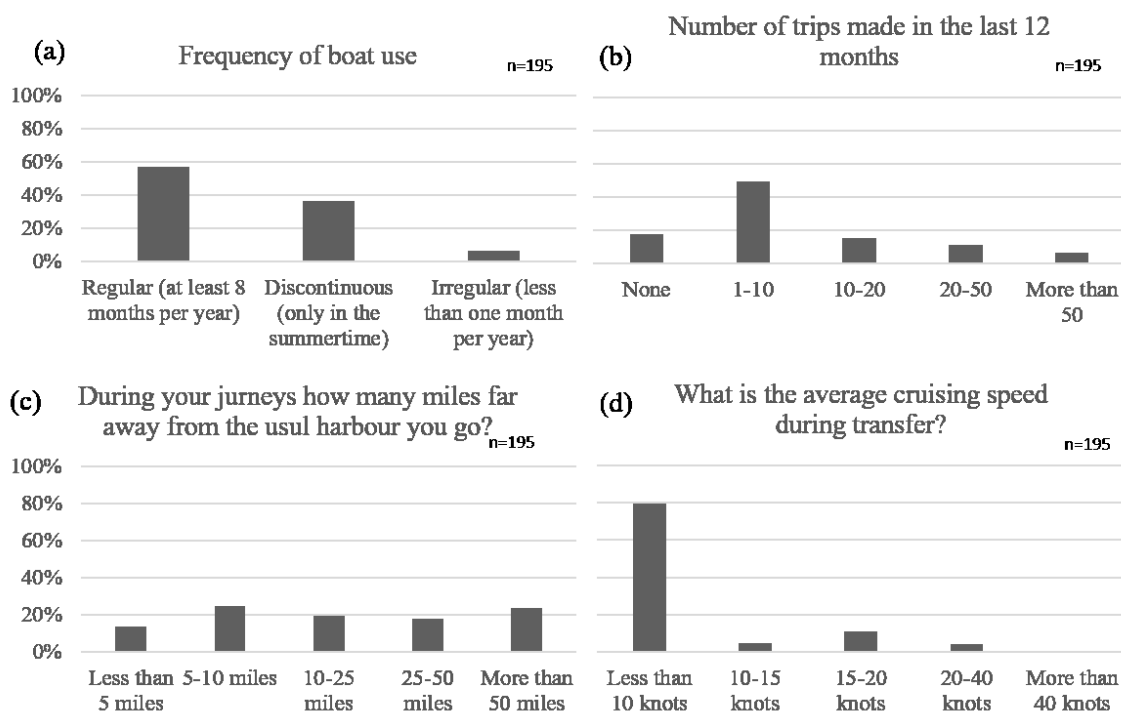 (a)
Frequency of boat use
n=195
100%
80%
60%
40%
20%
0%
Regular (at least 8
months per year)
Discontinuous
(only in the
summertime)
Irregular (less
than one month
per year)
(b)
Number of trips made in the last 12
months
n=195
None
1-10
10-20
20-50
More than
50
(c)
During your jurneys how many miles far
away from the usul harbour you go?
n=195
100%
80%
60%
40%
20%
0%
Less than
5 miles
5-10 miles
10-25
miles
25-50
miles
More than
50 miles
(d)
What is the average cruising speed
during transfer?
n=195
Less than
10 knots
10-15
knots
15-20
knots
20-40
knots
More than
40 knots